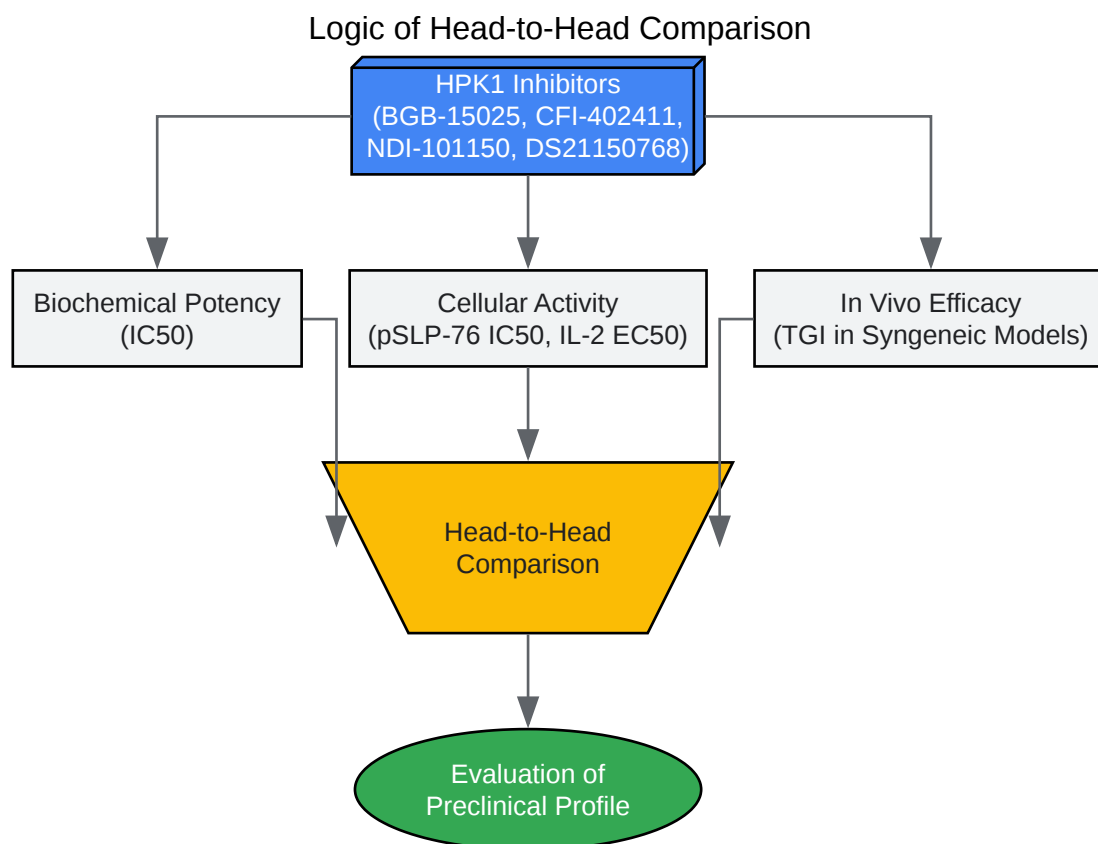 Logic of Head-to-Head Comparison
HPK1 Inhibitors
(BGB-15025, CFI-402411,
NDI-101150, DS21150768)
Biochemical Potency
(IC50)
Cellular Activity
(pSLP-76 IC50, IL-2 EC50)
In Vivo Efficacy
(TGI in Syngeneic Models)
Head-to-Head
Comparison
Evaluation of
Preclinical Profile